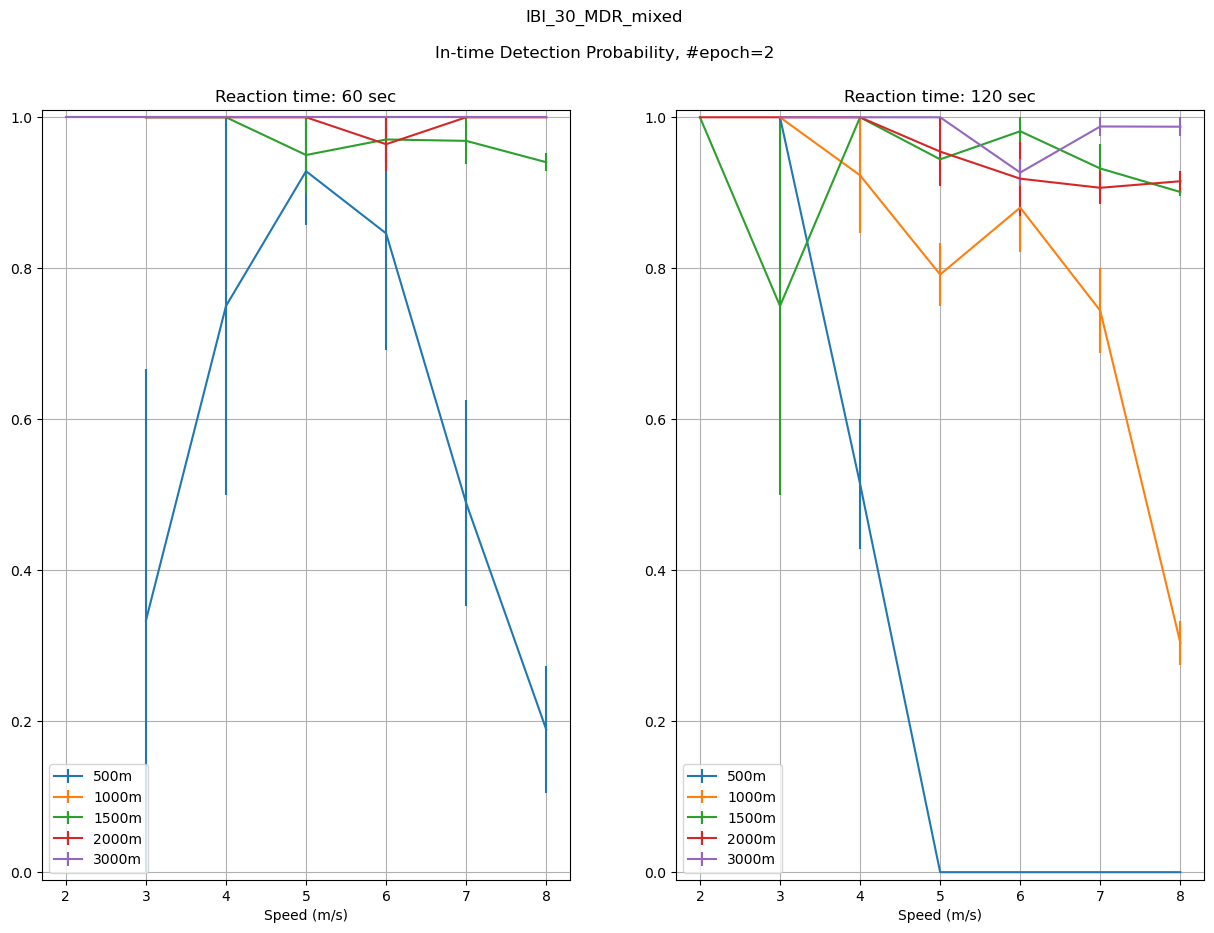 IBI_30_MDR_mixed
In-time Detection Probability, #epoch=2
Reaction time: 60 sec
1.0
0.8
0.6
0.4
0.2
0.0
500m
1000m
1500m
2000m
3000m
2 3 4 5 6 7 8
Speed (m/s)
Reaction time: 120 sec
1.0
0.8
0.6
0.4
0.2
0.0
500m
1000m
1500m
2000m
3000m
2 3 4 5 6 7 8
Speed (m/s)